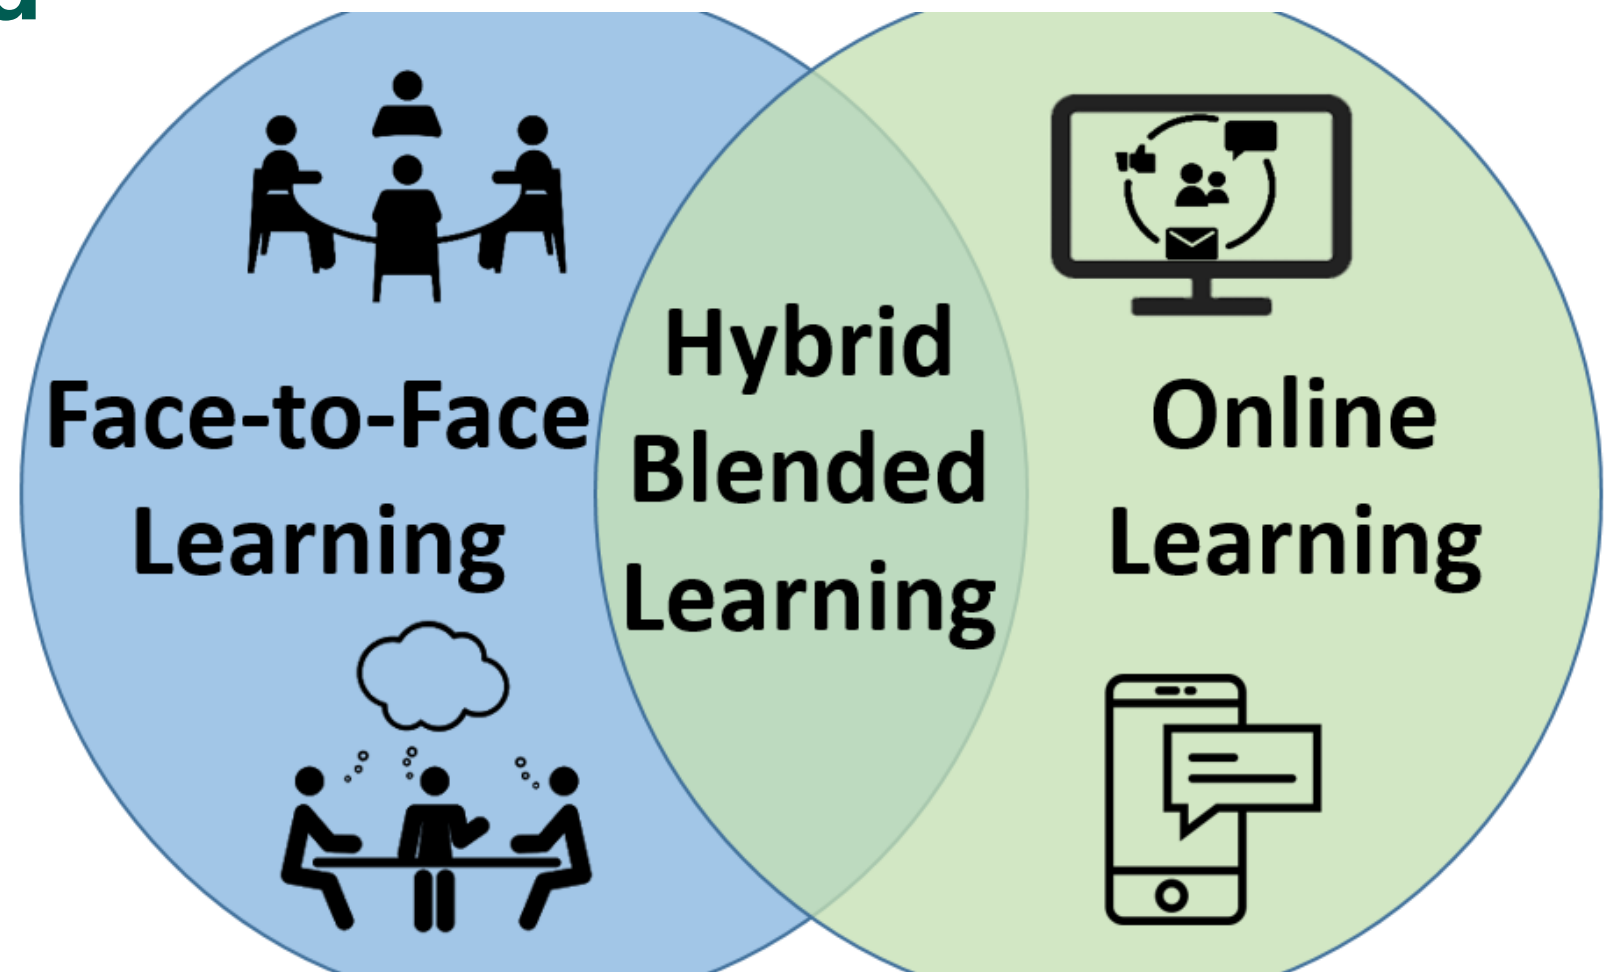 Face-to-Face
Learning
Hybrid
Blended
Learning
Online
Learning